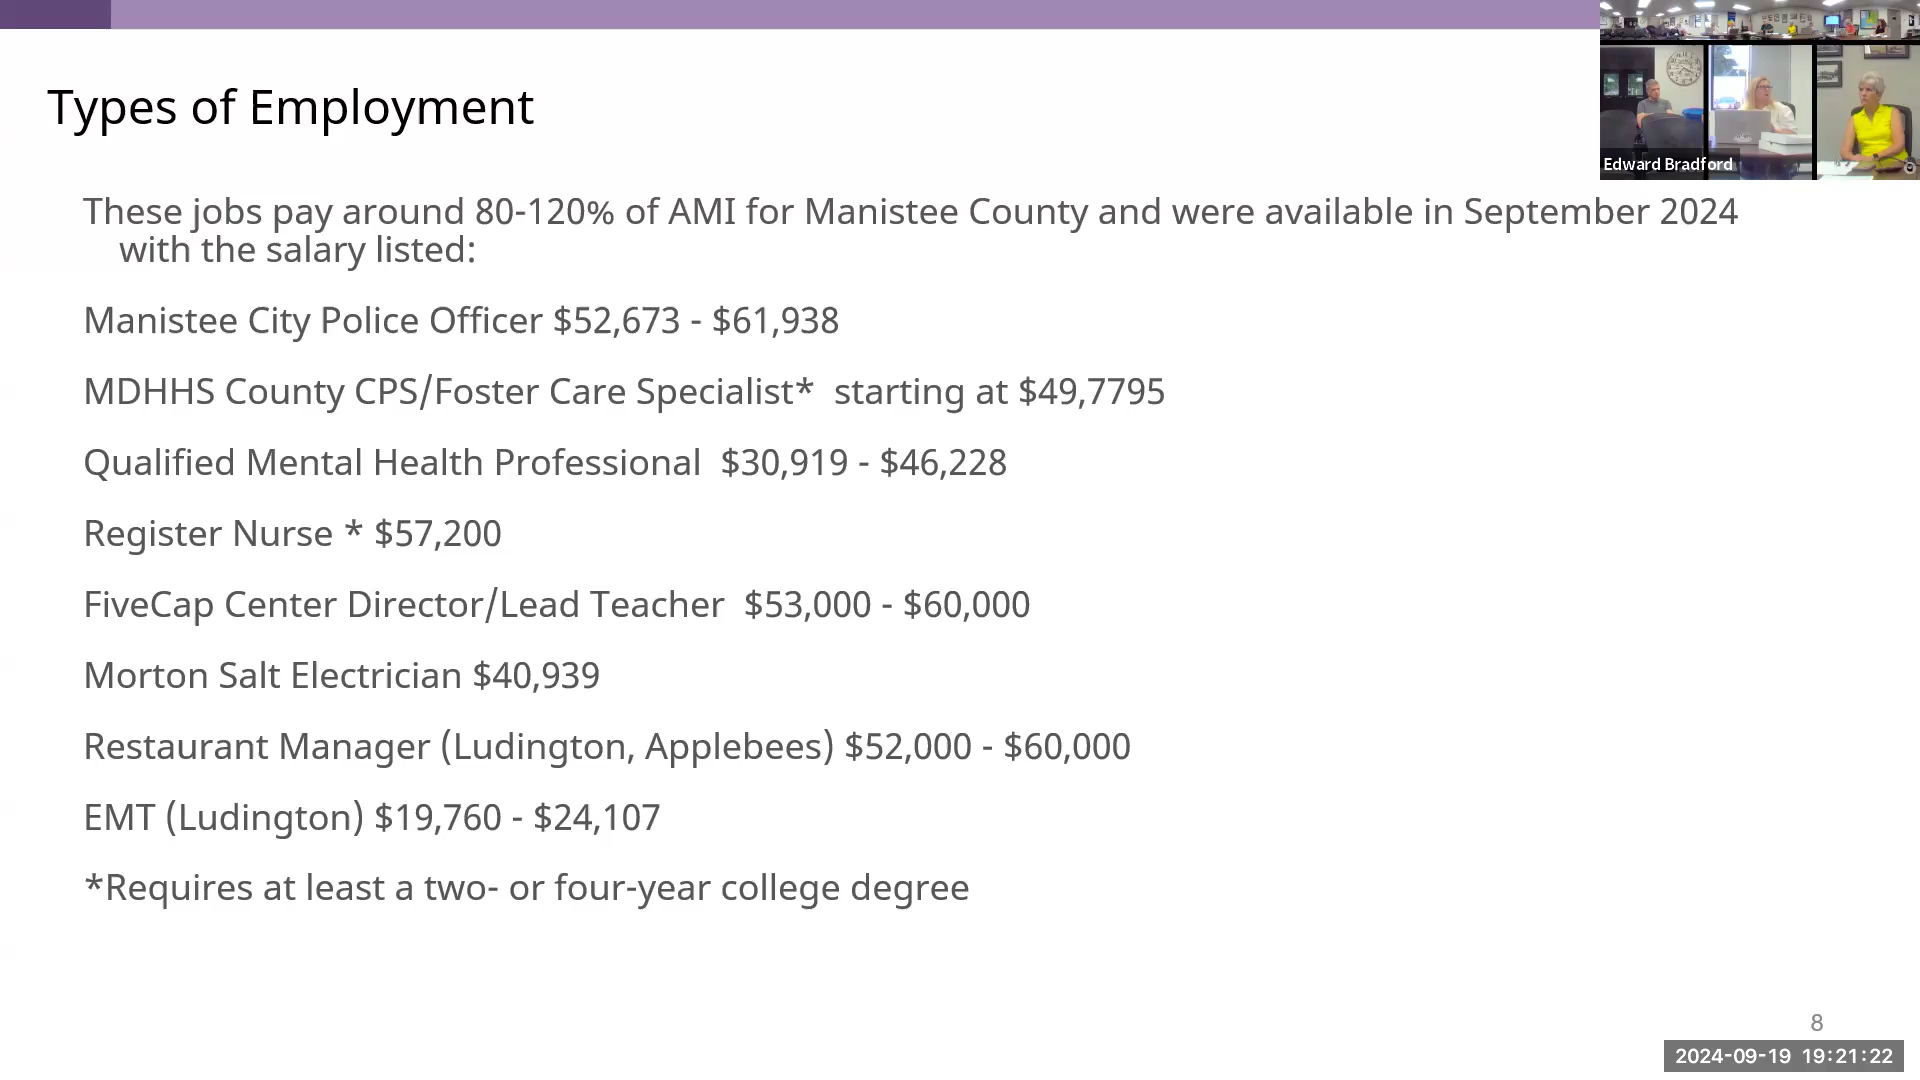 Types of Employment
These jobs pay around 80-120% of AMI for Manistee County and were available in September 2024
with the salary listed:
Manistee City Police Officer $52,673 - $61,938
MDHHS County CPS/Foster Care Specialist*  starting at $49,7795
Qualified Mental Health Professional  $30,919 - $46,228
Register Nurse * $57,200
FiveCap Center Director/Lead Teacher  $53,000 - $60,000
Morton Salt Electrician $40,939
Restaurant Manager (Ludington, Applebees) $52,000 - $60,000
EMT (Ludington) $19,760 - $24,107
*Requires at least a two- or four-year college degree
Edward Bradford
8
2024-09-19 19:21:22